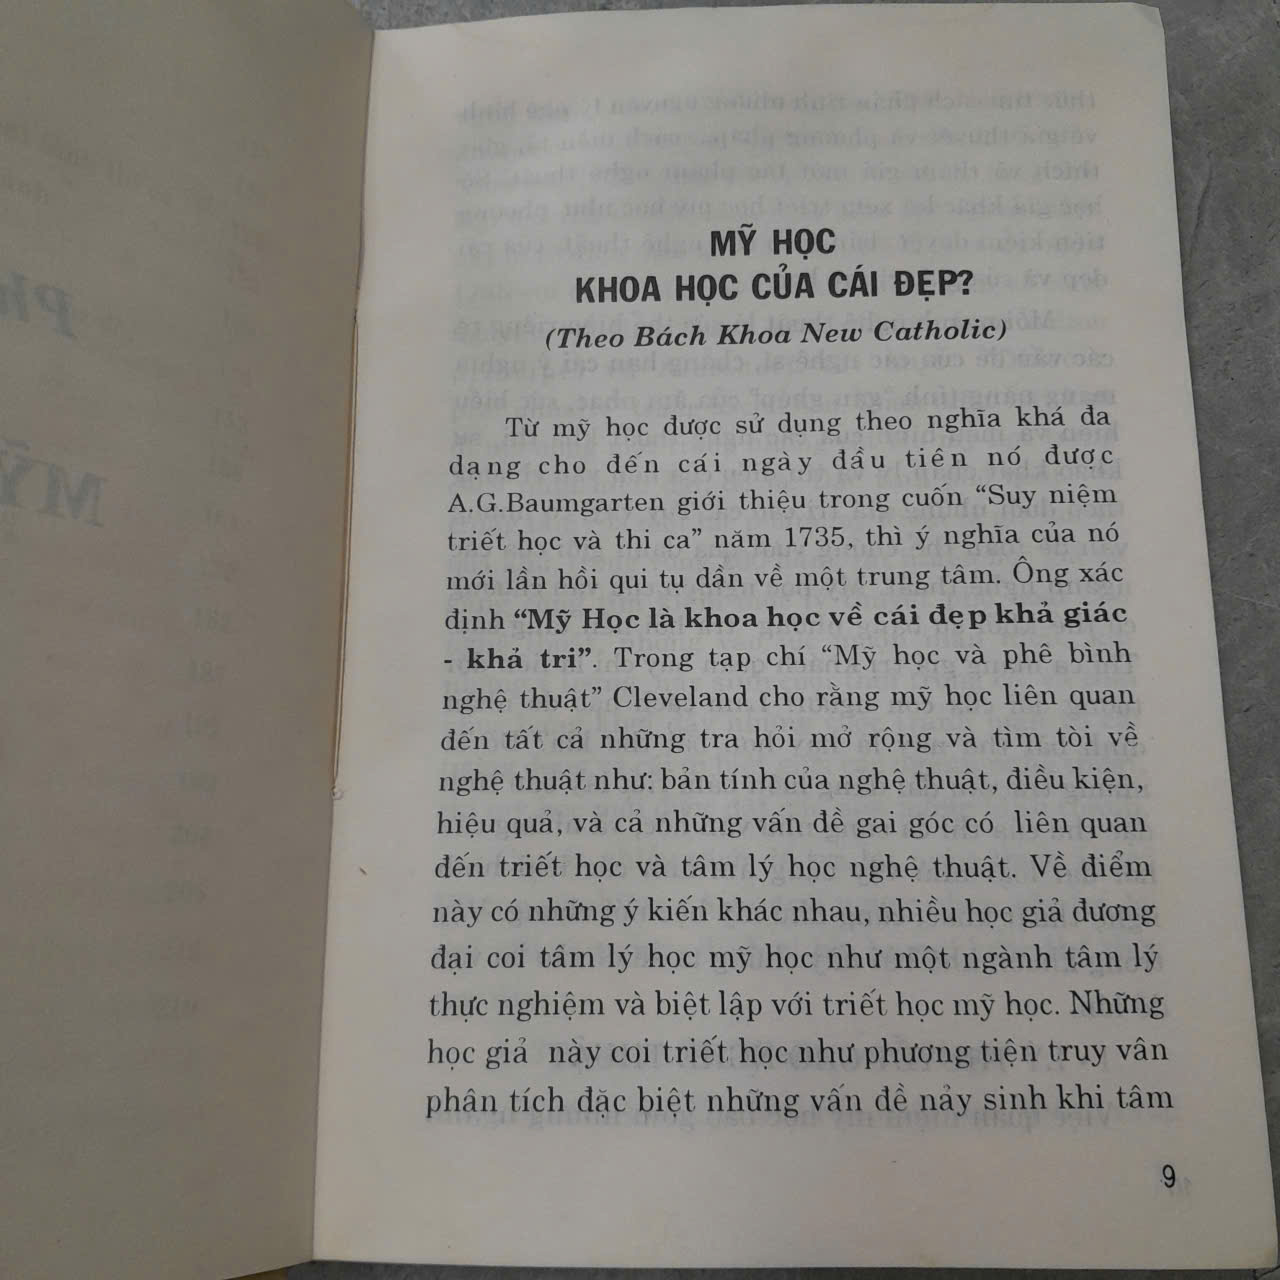 MỸ HỌC
KHOA HỌC CỦA CÁI ĐẸP?
(Theo Bách Khoa New Catholic)
Từ mỹ học được sử dụng theo nghĩa khá đa
dạng cho đến cái ngày đầu tiên nó được
A.G.Baumgarten giới thiệu trong cuốn “Suy niệm
triết học và thi ca” năm 1735, thì ý nghĩa của nó
mới lần hồi qui tụ dần về một trung tâm. Ông xác
định “Mỹ Học là khoa học về cái đẹp khả giác
- khả tri”. Trong tạp chí “Mỹ học và phê bình
nghệ thuật” Cleveland cho rằng mỹ học liên quan
đến tất cả những tra hỏi mở rộng và tìm tòi về
nghệ thuật như: bản tính của nghệ thuật, điều kiện,
hiệu quả, và cả những vấn đề gai góc có liên quan
đến triết học và tâm lý học nghệ thuật. Về điểm
này có những ý kiến khác nhau, nhiều học giả đương
đại coi tâm lý học mỹ học như một ngành tâm lý
thực nghiệm và biệt lập với triết học mỹ học. Những
học giả này coi triết học như phương tiện truy vân
phân tích đặc biệt những vấn đề nảy sinh khi tâm
9